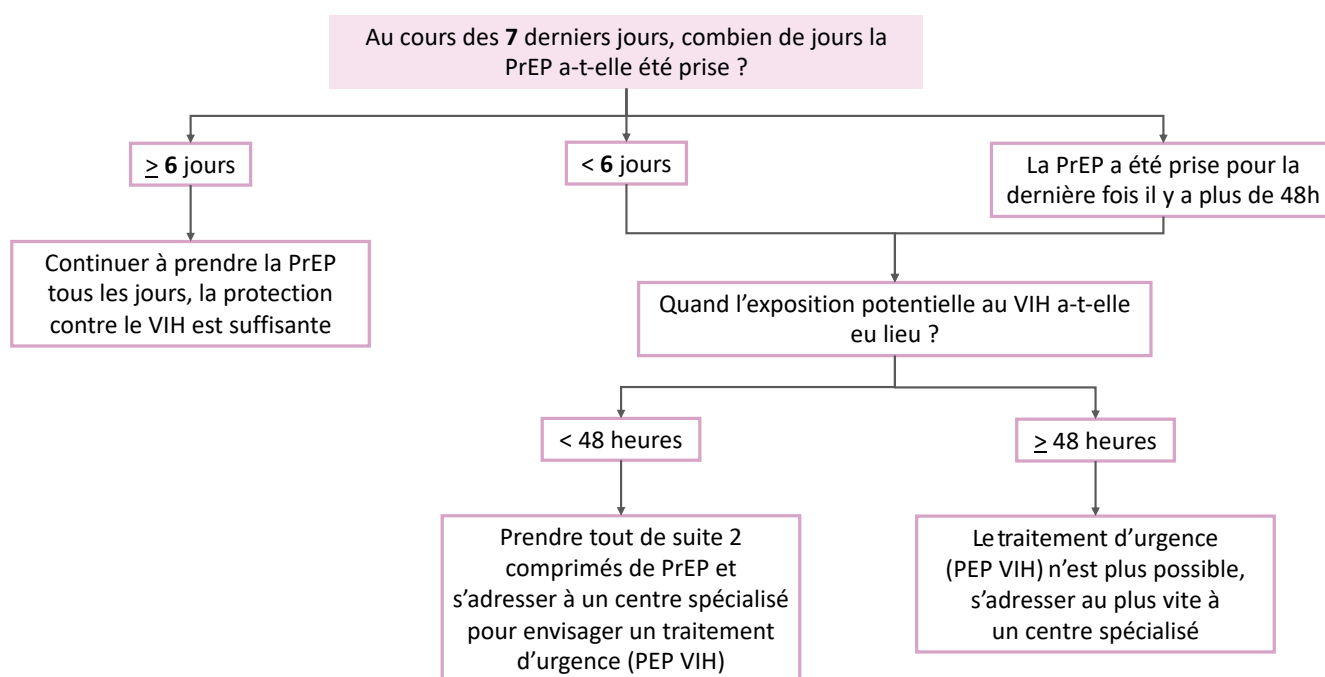 Au cours des 7 derniers jours, combien de jours la
PrEP a-t-elle été prise ?
≥ 6 jours
< 6 jours
La PrEP a été prise pour la
dernière fois il y a plus de 48h
Continuer à prendre la PrEP
tous les jours, la protection
contre le VIH est suffisante
Quand l’exposition potentielle au VIH a-t-elle
eu lieu ?
< 48 heures
≥ 48 heures
Prendre tout de suite 2
comprimés de PrEP et
s’adresser à un centre spécialisé
pour envisager un traitement
d’urgence (PEP VIH)
Le traitement d’urgence
(PEP VIH) n’est plus possible,
s’adresser au plus vite à
un centre spécialisé